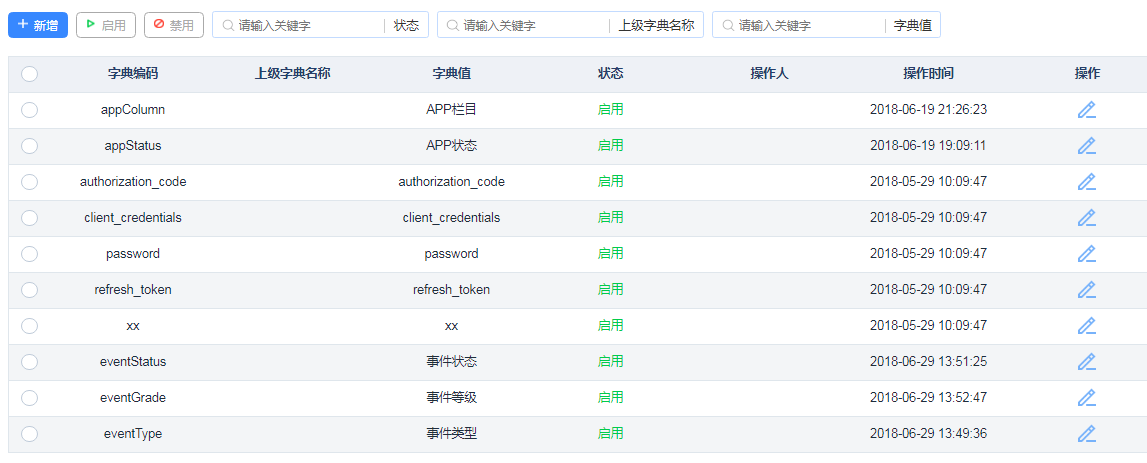 新增 启用 禁用 请输入关键字 状态 请输入关键字 上级字典名称 请输入关键字 字典值
字典编码 上级字典名称 字典值 状态 操作人 操作时间 操作
appColumn APP栏目 启用 2018-06-19 21:26:23
appStatus APP状态 启用 2018-06-19 19:09:11
authorization_code authorization_code 启用 2018-05-29 10:09:47
client_credentials client_credentials 启用 2018-05-29 10:09:47
password password 启用 2018-05-29 10:09:47
refresh_token refresh_token 启用 2018-05-29 10:09:47
xx xx 启用 2018-05-29 10:09:47
eventStatus 事件状态 启用 2018-06-29 13:51:25
eventGrade 事件等级 启用 2018-06-29 13:52:47
eventType 事件类型 启用 2018-06-29 13:49:36